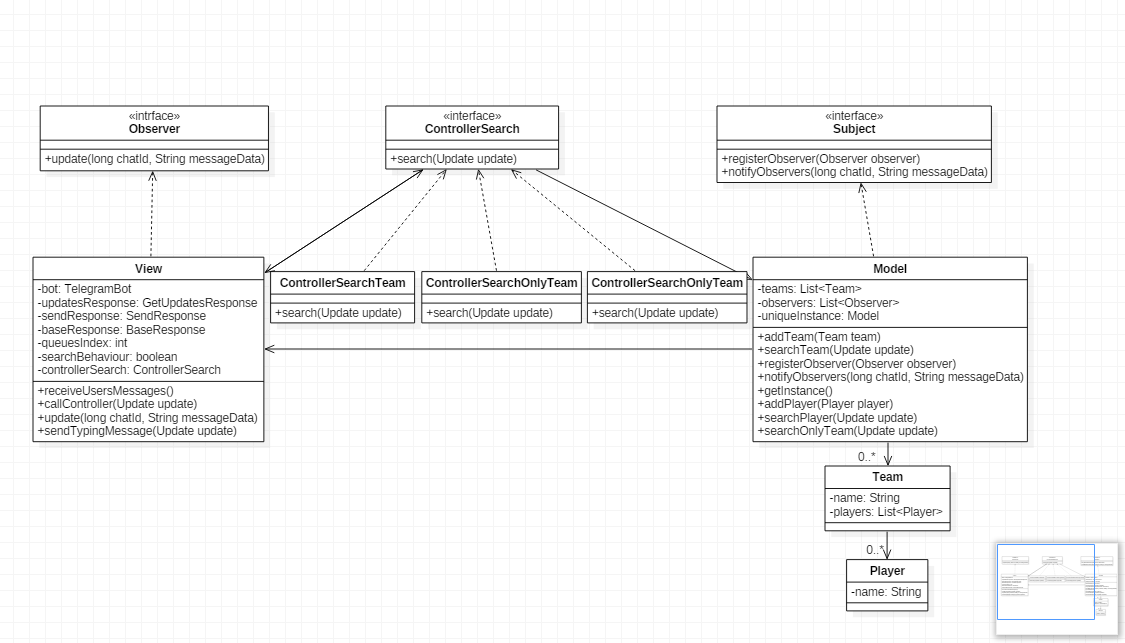 «intrface»
Observer
+update(long chatId, String messageData)
«interface»
ControllerSearch
+search(Update update)
«interface»
Subject
+registerObserver(Observer observer)
+notifyObservers(long chatId, String messageData)
View
-bot: TelegramBot
-updatesResponse: GetUpdatesResponse
-sendResponse: SendResponse
-baseResponse: BaseResponse
-queuesIndex: int
-searchBehaviour: boolean
-controllerSearch: ControllerSearch
+receiveUsersMessages()
+callController(Update update)
+update(long chatId, String messageData)
+sendTypingMessage(Update update)
ControllerSearchTeam
+search(Update update)
ControllerSearchOnlyTeam
+search(Update update)
ControllerSearchOnlyTeam
+search(Update update)
Model
-teams: List<Team>
-observers: List<Observer>
-uniqueInstance: Model
+addTeam(Team team)
+searchTeam(Update update)
+registerObserver(Observer observer)
+notifyObservers(long chatId, String messageData)
+getInstance()
+addPlayer(Player player)
+searchPlayer(Update update)
+searchOnlyTeam(Update update)
0..*
Team
-name: String
-players: List<Player>
0..*
Player
-name: String